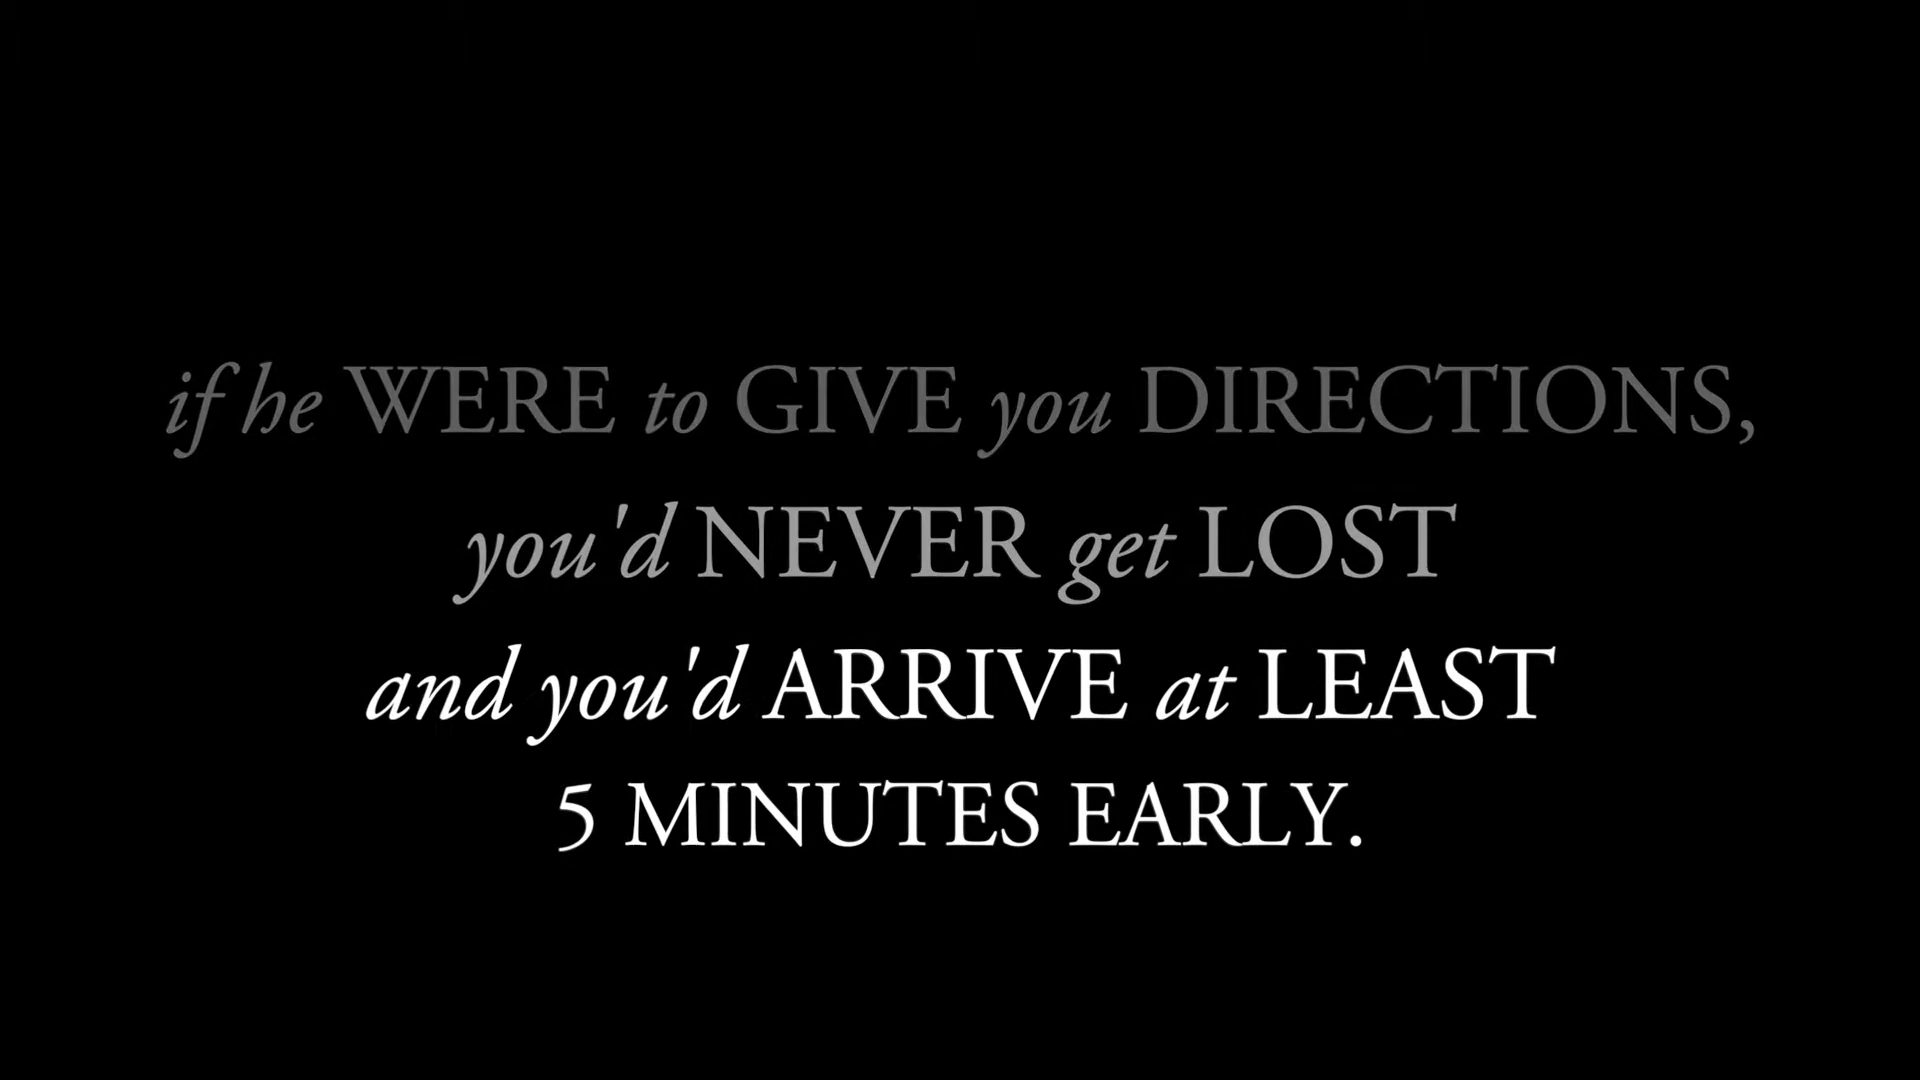 if he WERE to GIVE you DIRECTIONS,
you'd NEVER get LOST
and you'd ARRIVE at LEAST
5 MINUTES EARLY.